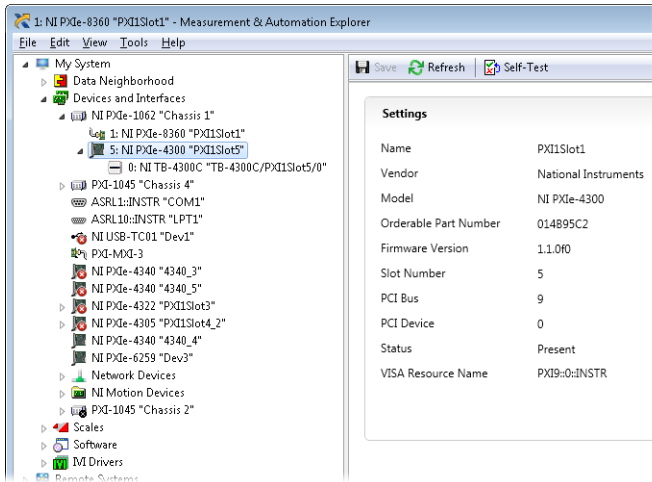 1: NI PXIe-8360 "PXI1Slot1" - Measurement & Automation Explorer
File Edit View Tools Help
My System
Data Neighborhood
Devices and Interfaces
NI PXIe-1062 "Chassis 1"
1: NI PXIe-8360 "PXI1Slot1"
5: NI PXIe-4300 "PXI1Slot5"
0: NI TB-4300C "TB-4300C/PXI1Slot5/0"
PXI-1045 "Chassis 4"
ASRL1::INSTR "COM1"
ASRL10::INSTR "LPT1"
NI USB-TC01 "Dev1"
PXI-MXI-3
NI PXIe-4340 "4340_3"
NI PXIe-4340 "4340_5"
NI PXIe-4322 "PXI1Slot3"
NI PXIe-4305 "PXI1Slot4_2"
NI PXIe-4340 "4340_4"
NI PXIe-6259 "Dev3"
Network Devices
NI Motion Devices
PXI-1045 "Chassis 2"
Scales
Software
IVI Drivers
Remote Systems
Save Refresh Self-Test
Settings
Name PXI1Slot1
Vendor National Instruments
Model NI PXIe-4300
Orderable Part Number 014B95C2
Firmware Version 1.1.0f0
Slot Number 5
PCI Bus 9
PCI Device 0
Status Present
VISA Resource Name PXI9::0::INSTR